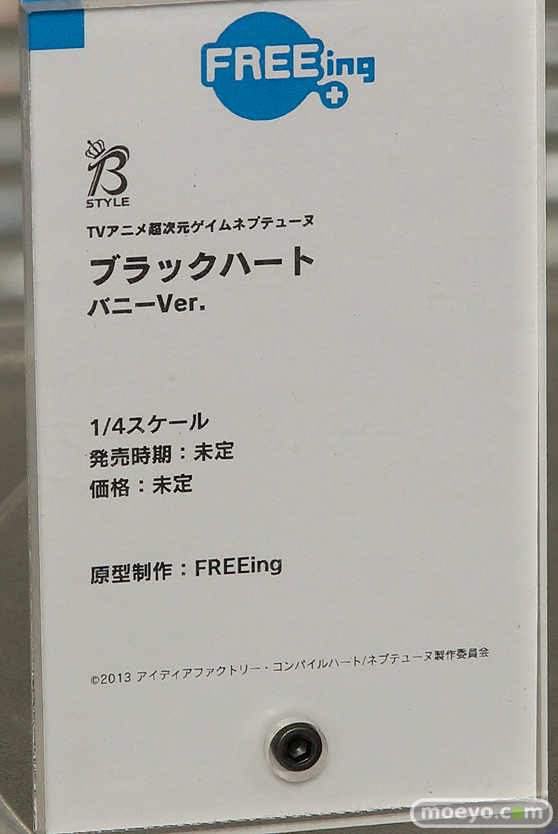 FREEing
B
STYLE
TVアニメ超次元ゲイムネプテューヌ
ブラックハート
バニーVer.
1/4スケール
発売時期：未定
価格：未定
原型制作：FREEing
©2013 アイディアファクトリー・コンパイルハート/ネプテューヌ製作委員会
moeyo.com